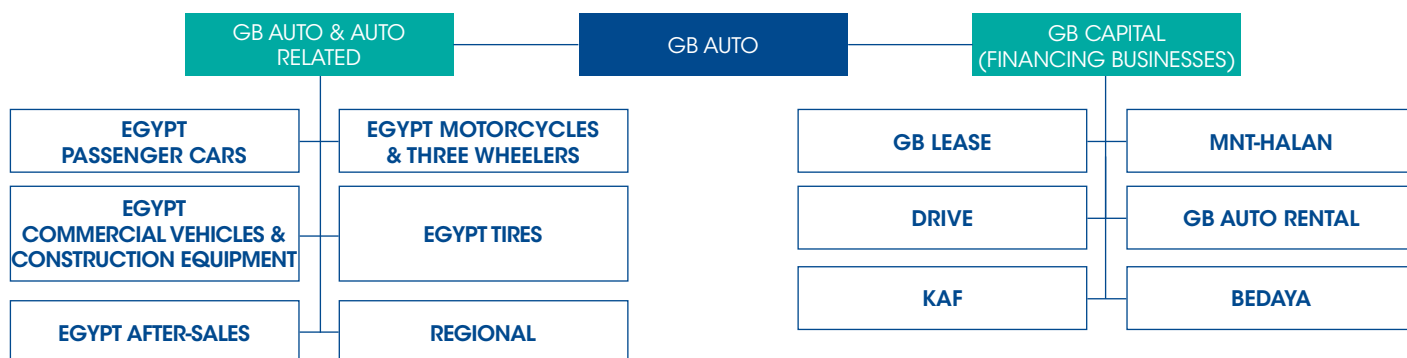 GB AUTO & AUTO
RELATED
GB AUTO
GB CAPITAL
(FINANCING BUSINESSES)
EGYPT
PASSENGER CARS
EGYPT MOTORCYCLES
& THREE WHEELERS
EGYPT
COMMERCIAL VEHICLES &
CONSTRUCTION EQUIPMENT
EGYPT TIRES
EGYPT AFTER-SALES
REGIONAL
GB LEASE
MNT-HALAN
DRIVE
GB AUTO RENTAL
KAF
BEDAYA